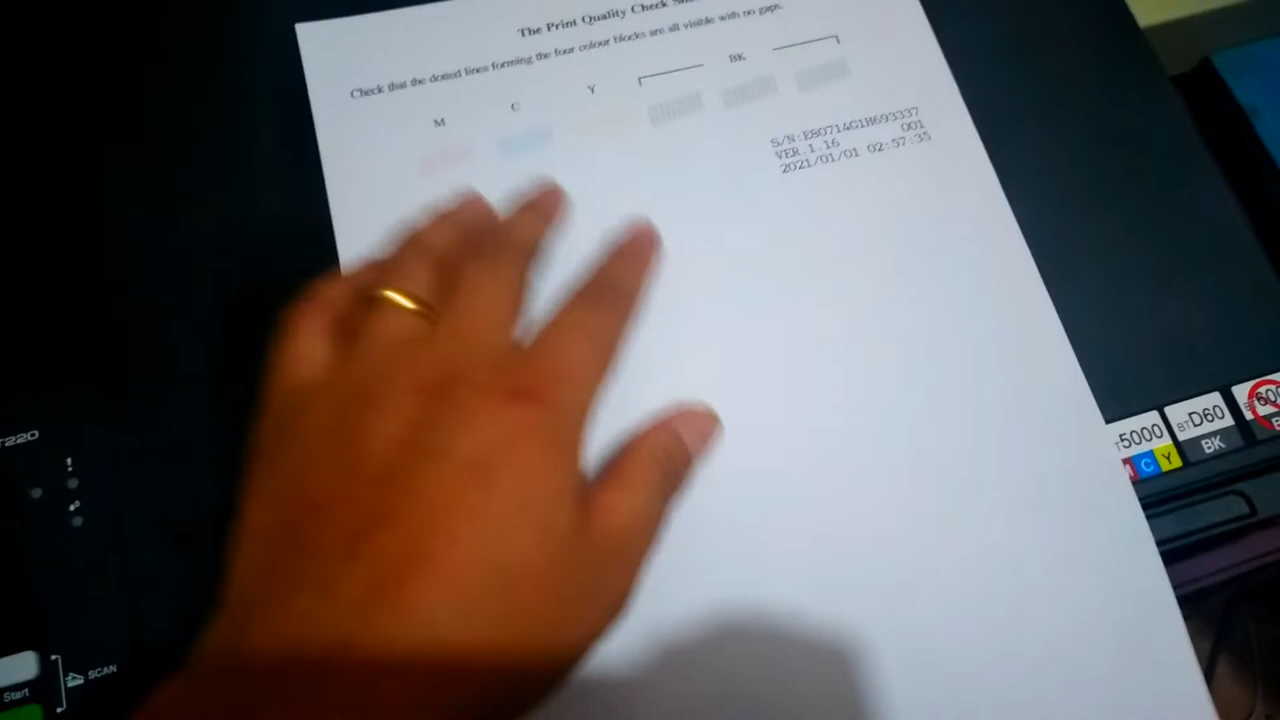 The Print Quality Check
Check that the dotted lines forming the four colour blocks are all visible with no gaps.
M
C
Y
BK
S/N:E80714G1H693337
VER.1.16 001
2021/01/01 02:57:35
T220
!
Start
SCAN
T5000
C Y
BTD60
BK